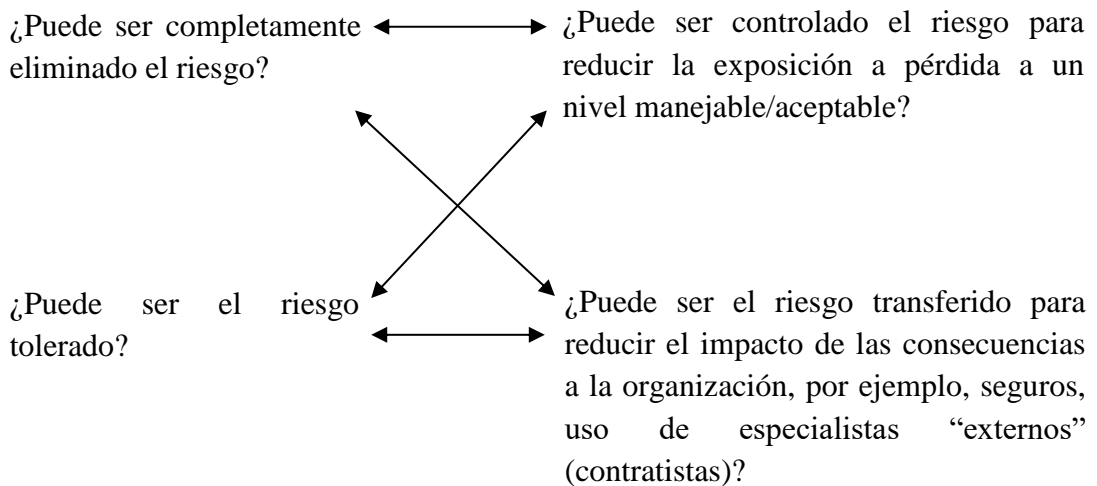 ¿Puede ser completamente
eliminado el riesgo?
¿Puede ser controlado el riesgo para
reducir la exposición a pérdida a un
nivel manejable/aceptable?
¿Puede ser el riesgo
tolerado?
¿Puede ser el riesgo transferido para
reducir el impacto de las consecuencias
a la organización, por ejemplo, seguros,
uso de especialistas “externos”
(contratistas)?